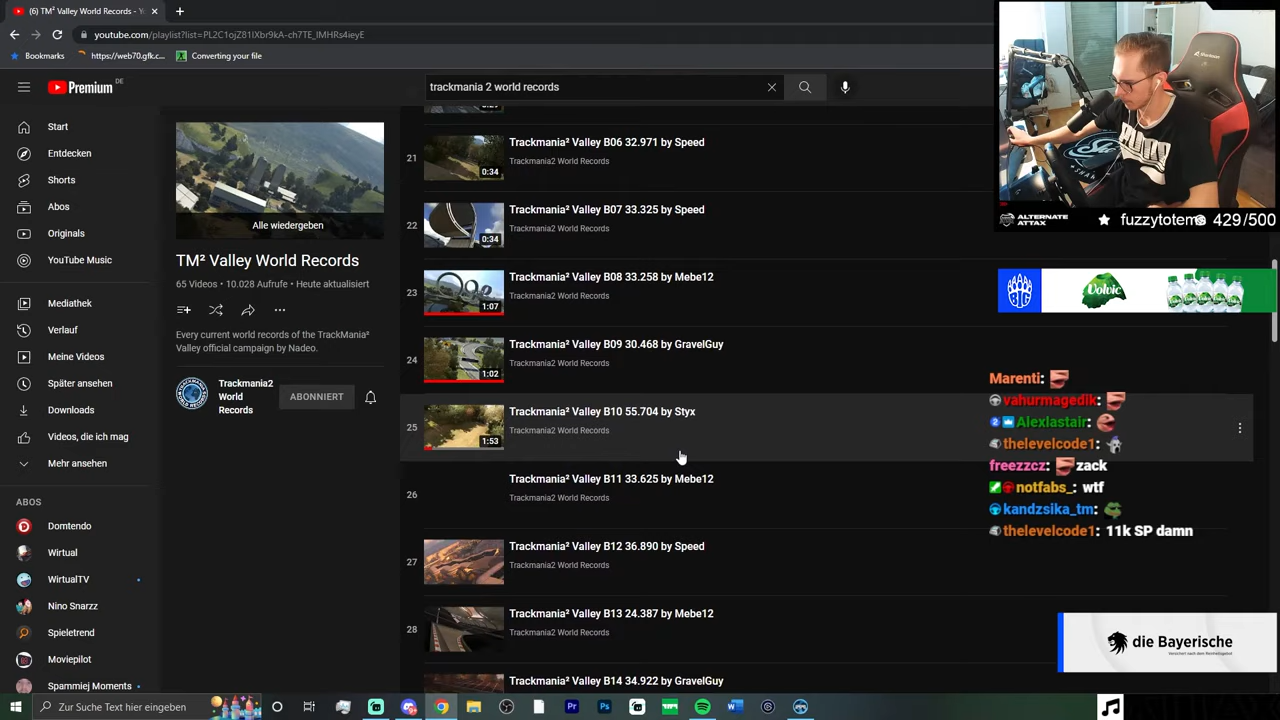 (6) TM² Valley World Records - Y
youtube.com/playlist?list=PL2C1ojZ81lXbr9kA-ch7TE_lMHRs4ieyE
Bookmarks
https://web70.gfk.c...
Converting your file
Premium
DE
trackmania 2 world records
Start
Entdecken
Shorts
Abos
Originals
YouTube Music
Mediathek
Verlauf
Meine Videos
Später ansehen
Downloads
Videos, die ich mag
Mehr ansehen
ABOS
Domtendo
Wirtual
WirtualTV
Nino Snarzz
Spieletrend
Moviepilot
Spammiej Moments
Alle wiedergeben
TM² Valley World Records
65 Videos • 10.028 Aufrufe • Heute aktualisiert
Every current world records of the TrackMania²
Valley official campaign by Nadeo.
Trackmania2
World
Records
ABONNIERT
21
0:34
Trackmania² Valley B06 32.971 by Speed
Trackmania2 World Records
22
0:34
Trackmania² Valley B07 33.325 by Speed
Trackmania2 World Records
23
1:07
Trackmania² Valley B08 33.258 by Mebe12
Trackmania2 World Records
24
1:02
Trackmania² Valley B09 30.468 by GravelGuy
Trackmania2 World Records
25
1:53
Trackmania² Valley B10 55.704 by Styx
Trackmania2 World Records
26
Trackmania² Valley B11 33.625 by Mebe12
Trackmania2 World Records
27
Trackmania² Valley B12 36.890 by Speed
Trackmania2 World Records
28
Trackmania² Valley B13 24.387 by Mebe12
Trackmania2 World Records
Trackmania² Valley B14 34.922 by GravelGuy
ALTERNATE
ATTAX
fuzzytotem
429/500
BIG
Volvic
Marenti:
vahurmagedik:
Alexlastair:
thelevelcode1:
freezzcz: zack
notfabs_: wtf
kandzsika_tm:
thelevelcode1: 11k SP damn
die Bayerische
Zur Suche Text hier eingeben